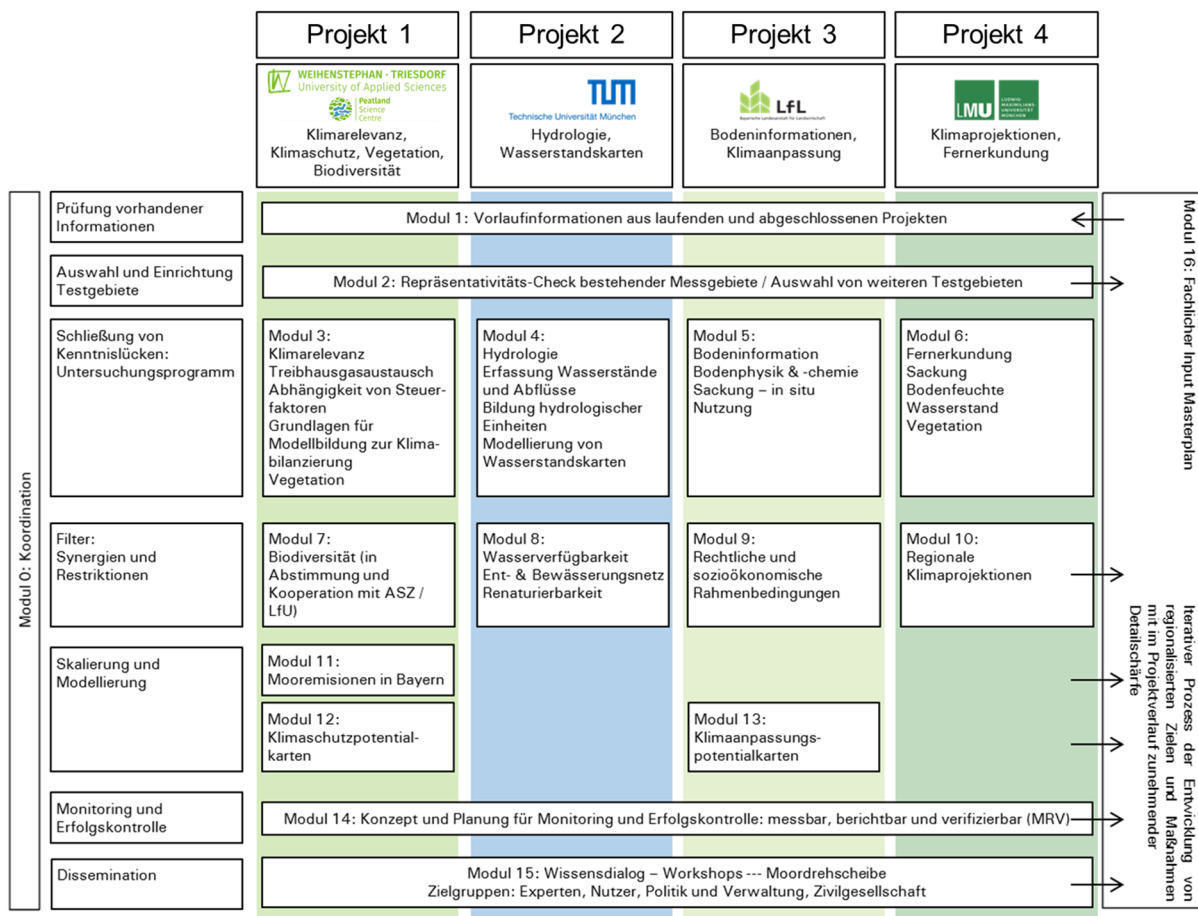 Projekt 1
Projekt 2
Projekt 3
Projekt 4
WEIHENSTEPHAN · TRIESDORF
University of Applied Sciences
Peatland
Science
Centre
Klimarelevanz,
Klimaschutz, Vegetation,
Biodiversität
TUM
Technische Universität München
Hydrologie,
Wasserstandskarten
LfL
Bayerische Landesanstalt für Landwirtschaft
Bodeninformationen,
Klimaanpassung
LMU
LUDWIG
MAXIMILIANS
UNIVERSITÄT
MÜNCHEN
Klimaprojektionen,
Fernerkundung
Modul 0: Koordination
Prüfung vorhandener
Informationen
Modul 1: Vorlaufinformationen aus laufenden und abgeschlossenen Projekten
Auswahl und Einrichtung
Testgebiete
Modul 2: Repräsentativitäts-Check bestehender Messgebiete / Auswahl von weiteren Testgebieten
Schließung von
Kenntnislücken:
Untersuchungsprogramm
Modul 3:
Klimarelevanz
Treibhausgasaustausch
Abhängigkeit von Steuer-
faktoren
Grundlagen für
Modellbildung zur Klima-
bilanzierung
Vegetation
Modul 4:
Hydrologie
Erfassung Wasserstände
und Abflüsse
Bildung hydrologischer
Einheiten
Modellierung von
Wasserstandskarten
Modul 5:
Bodeninformation
Bodenphysik & -chemie
Sackung – in situ
Nutzung
Modul 6:
Fernerkundung
Sackung
Bodenfeuchte
Wasserstand
Vegetation
Filter:
Synergien und
Restriktionen
Modul 7:
Biodiversität (in
Abstimmung und
Kooperation mit ASZ /
LfU)
Modul 8:
Wasserverfügbarkeit
Ent- & Bewässerungsnetz
Renaturierbarkeit
Modul 9:
Rechtliche und
sozioökonomische
Rahmenbedingungen
Modul 10:
Regionale
Klimaprojektionen
Skalierung und
Modellierung
Modul 11:
Mooremisionen in Bayern
Modul 12:
Klimaschutzpotential-
karten
Modul 13:
Klimaanpassungs-
potentialkarten
Monitoring und
Erfolgskontrolle
Modul 14: Konzept und Planung für Monitoring und Erfolgskontrolle: messbar, berichtbar und verifizierbar (MRV)
Dissemination
Modul 15: Wissensdialog – Workshops --- Moordrehscheibe
Zielgruppen: Experten, Nutzer, Politik und Verwaltung, Zivilgesellschaft
Modul 16: Fachlicher Input Masterplan
Iterativer Prozess der Entwicklung von
regionalisierten Zielen und Maßnahmen
mit im Projektverlauf zunehmender
Detailschärfe